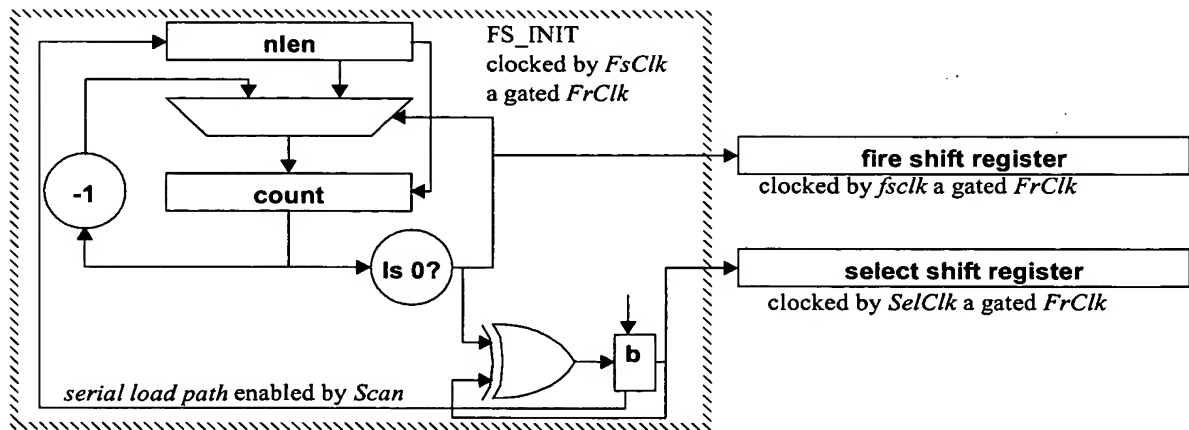 nlen
FS_INIT
clocked by FsClk
a gated FrClk
fire shift register
clocked by fsclk a gated FrClk
-1
count
Is 0?
select shift register
clocked by SelClk a gated FrClk
b
serial load path enabled by Scan